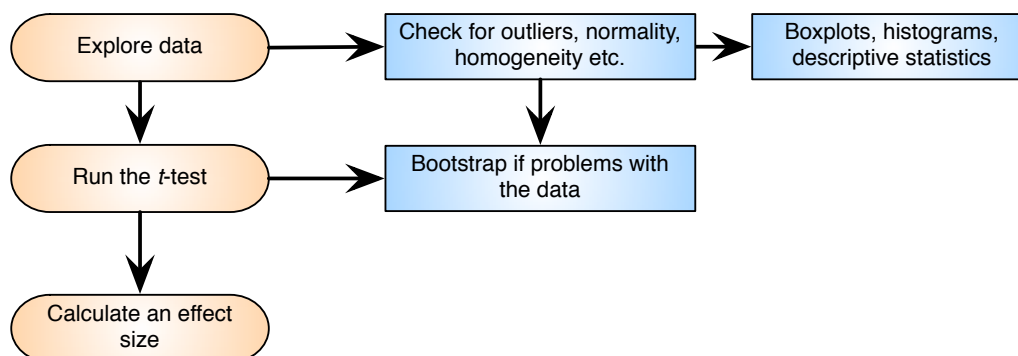 Explore data
Check for outliers, normality,
homogeneity etc.
Boxplots, histograms,
descriptive statistics
Run the t-test
Bootstrap if problems with
the data
Calculate an effect
size